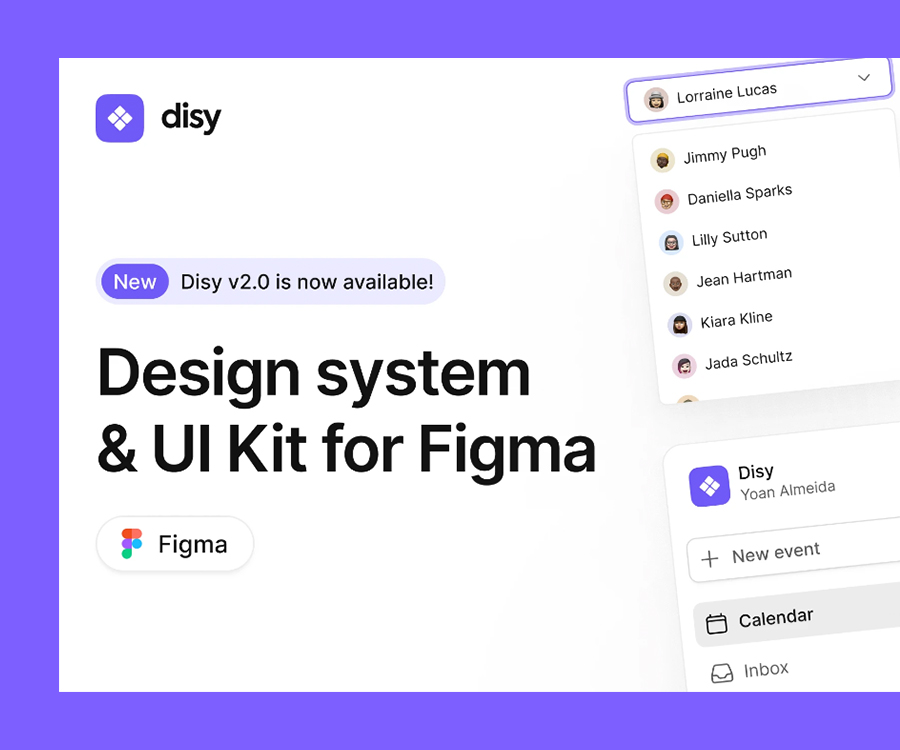 disy
New Disy v2.0 is now available!
Design system
& UI Kit for Figma
Figma
Lorraine Lucas
Jimmy Pugh
Daniella Sparks
Lilly Sutton
Jean Hartman
Kiara Kline
Jada Schultz
Disy
Yoan Almeida
New event
Calendar
Inbox